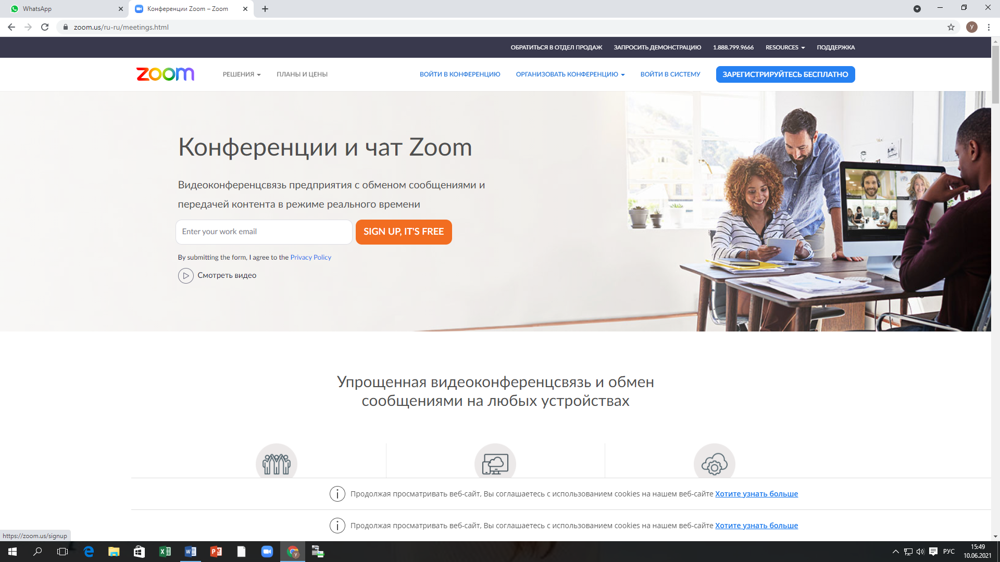 WhatsApp
Конференции Zoom – Zoom
zoom.us/ru-ru/meetings.html
У
ОБРАТИТЬСЯ В ОТДЕЛ ПРОДАЖ ЗАПРОСИТЬ ДЕМОНСТРАЦИЮ 1.888.799.9666 RESOURCES ПОДДЕРЖКА
zoom РЕШЕНИЯ ПЛАНЫ И ЦЕНЫ ВОЙТИ В КОНФЕРЕНЦИЮ ОРГАНИЗОВАТЬ КОНФЕРЕНЦИЮ ВОЙТИ В СИСТЕМУ ЗАРЕГИСТРИРУЙТЕСЬ БЕСПЛАТНО
Конференции и чат Zoom
Видеоконференцсвязь предприятия с обменом сообщениями и
передачей контента в режиме реального времени
Enter your work email SIGN UP, IT'S FREE
By submitting the form, I agree to the Privacy Policy
Смотреть видео
Упрощенная видеоконференцсвязь и обмен
сообщениями на любых устройствах
Продолжая просматривать веб-сайт, Вы соглашаетесь с использованием cookies на нашем веб-сайте Хотите узнать больше
Продолжая просматривать веб-сайт, Вы соглашаетесь с использованием cookies на нашем веб-сайте Хотите узнать больше
https://zoom.us/signup
РУС
15:49
10.06.2021